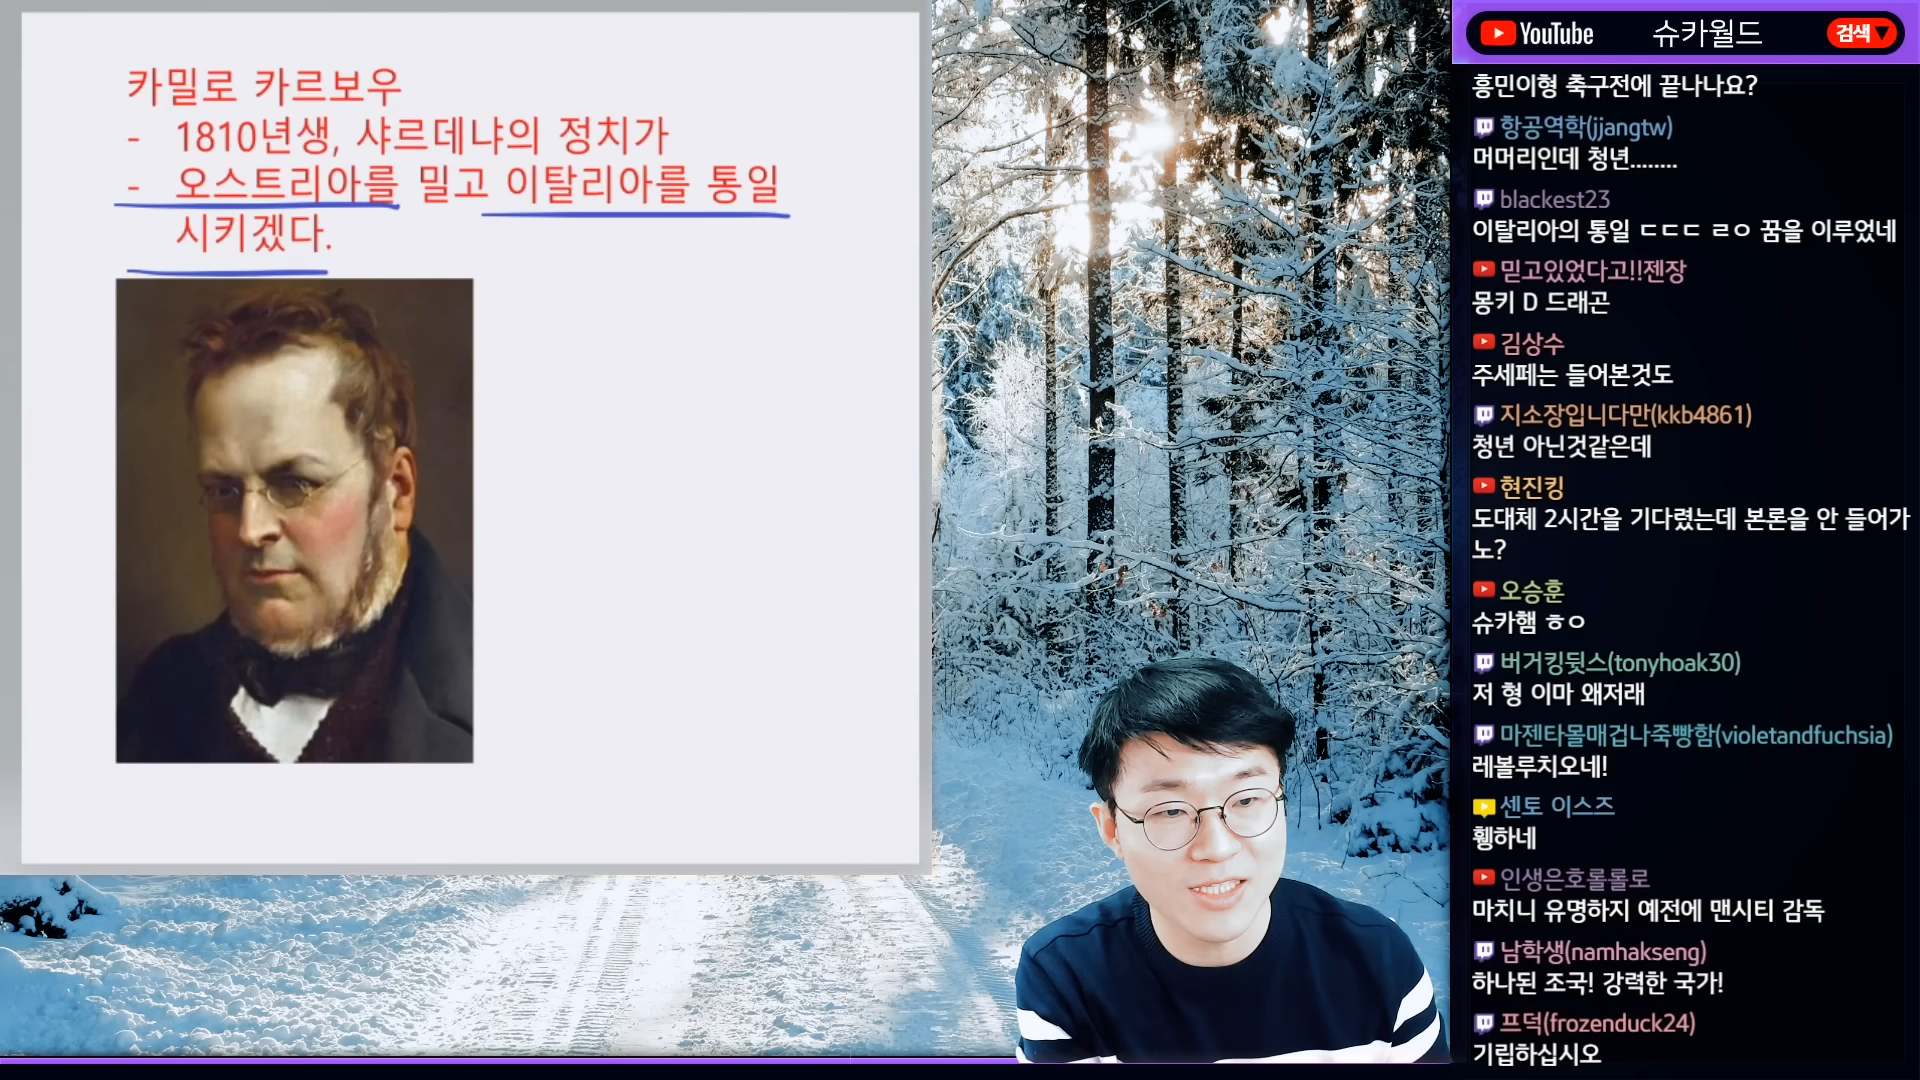 카밀로 카르보우
- 1810년생, 샤르데냐의 정치가
- 오스트리아를 밀고 이탈리아를 통일
시키겠다.
YouTube 슈카월드 검색▼
흥민이형 축구전에 끝나나요?
항공역학(jjangtw)
머머리인데 청년........
blackest23
이탈리아의 통일 ㄷㄷㄷ ㄹㅇ 꿈을 이루었네
믿고있었다고!!젠장
몽키 D 드래곤
김상수
주세페는 들어본것도
지소장입니다만(kkb4861)
청년 아닌것같은데
현진킹
도대체 2시간을 기다렸는데 본론을 안 들어가
노?
오승훈
슈카햄 ㅎㅇ
버거킹딋스(tonyhoak30)
저 형 이마 왜저래
마젠타몰매겁나죽빵함(violetandfuchsia)
레볼루치오네!
센토 이스즈
휑하네
인생은호롤롤로
마치니 유명하지 예전에 맨시티 감독
남학생(namhakseng)
하나된 조국! 강력한 국가!
프덕(frozenduck24)
기립하십시오